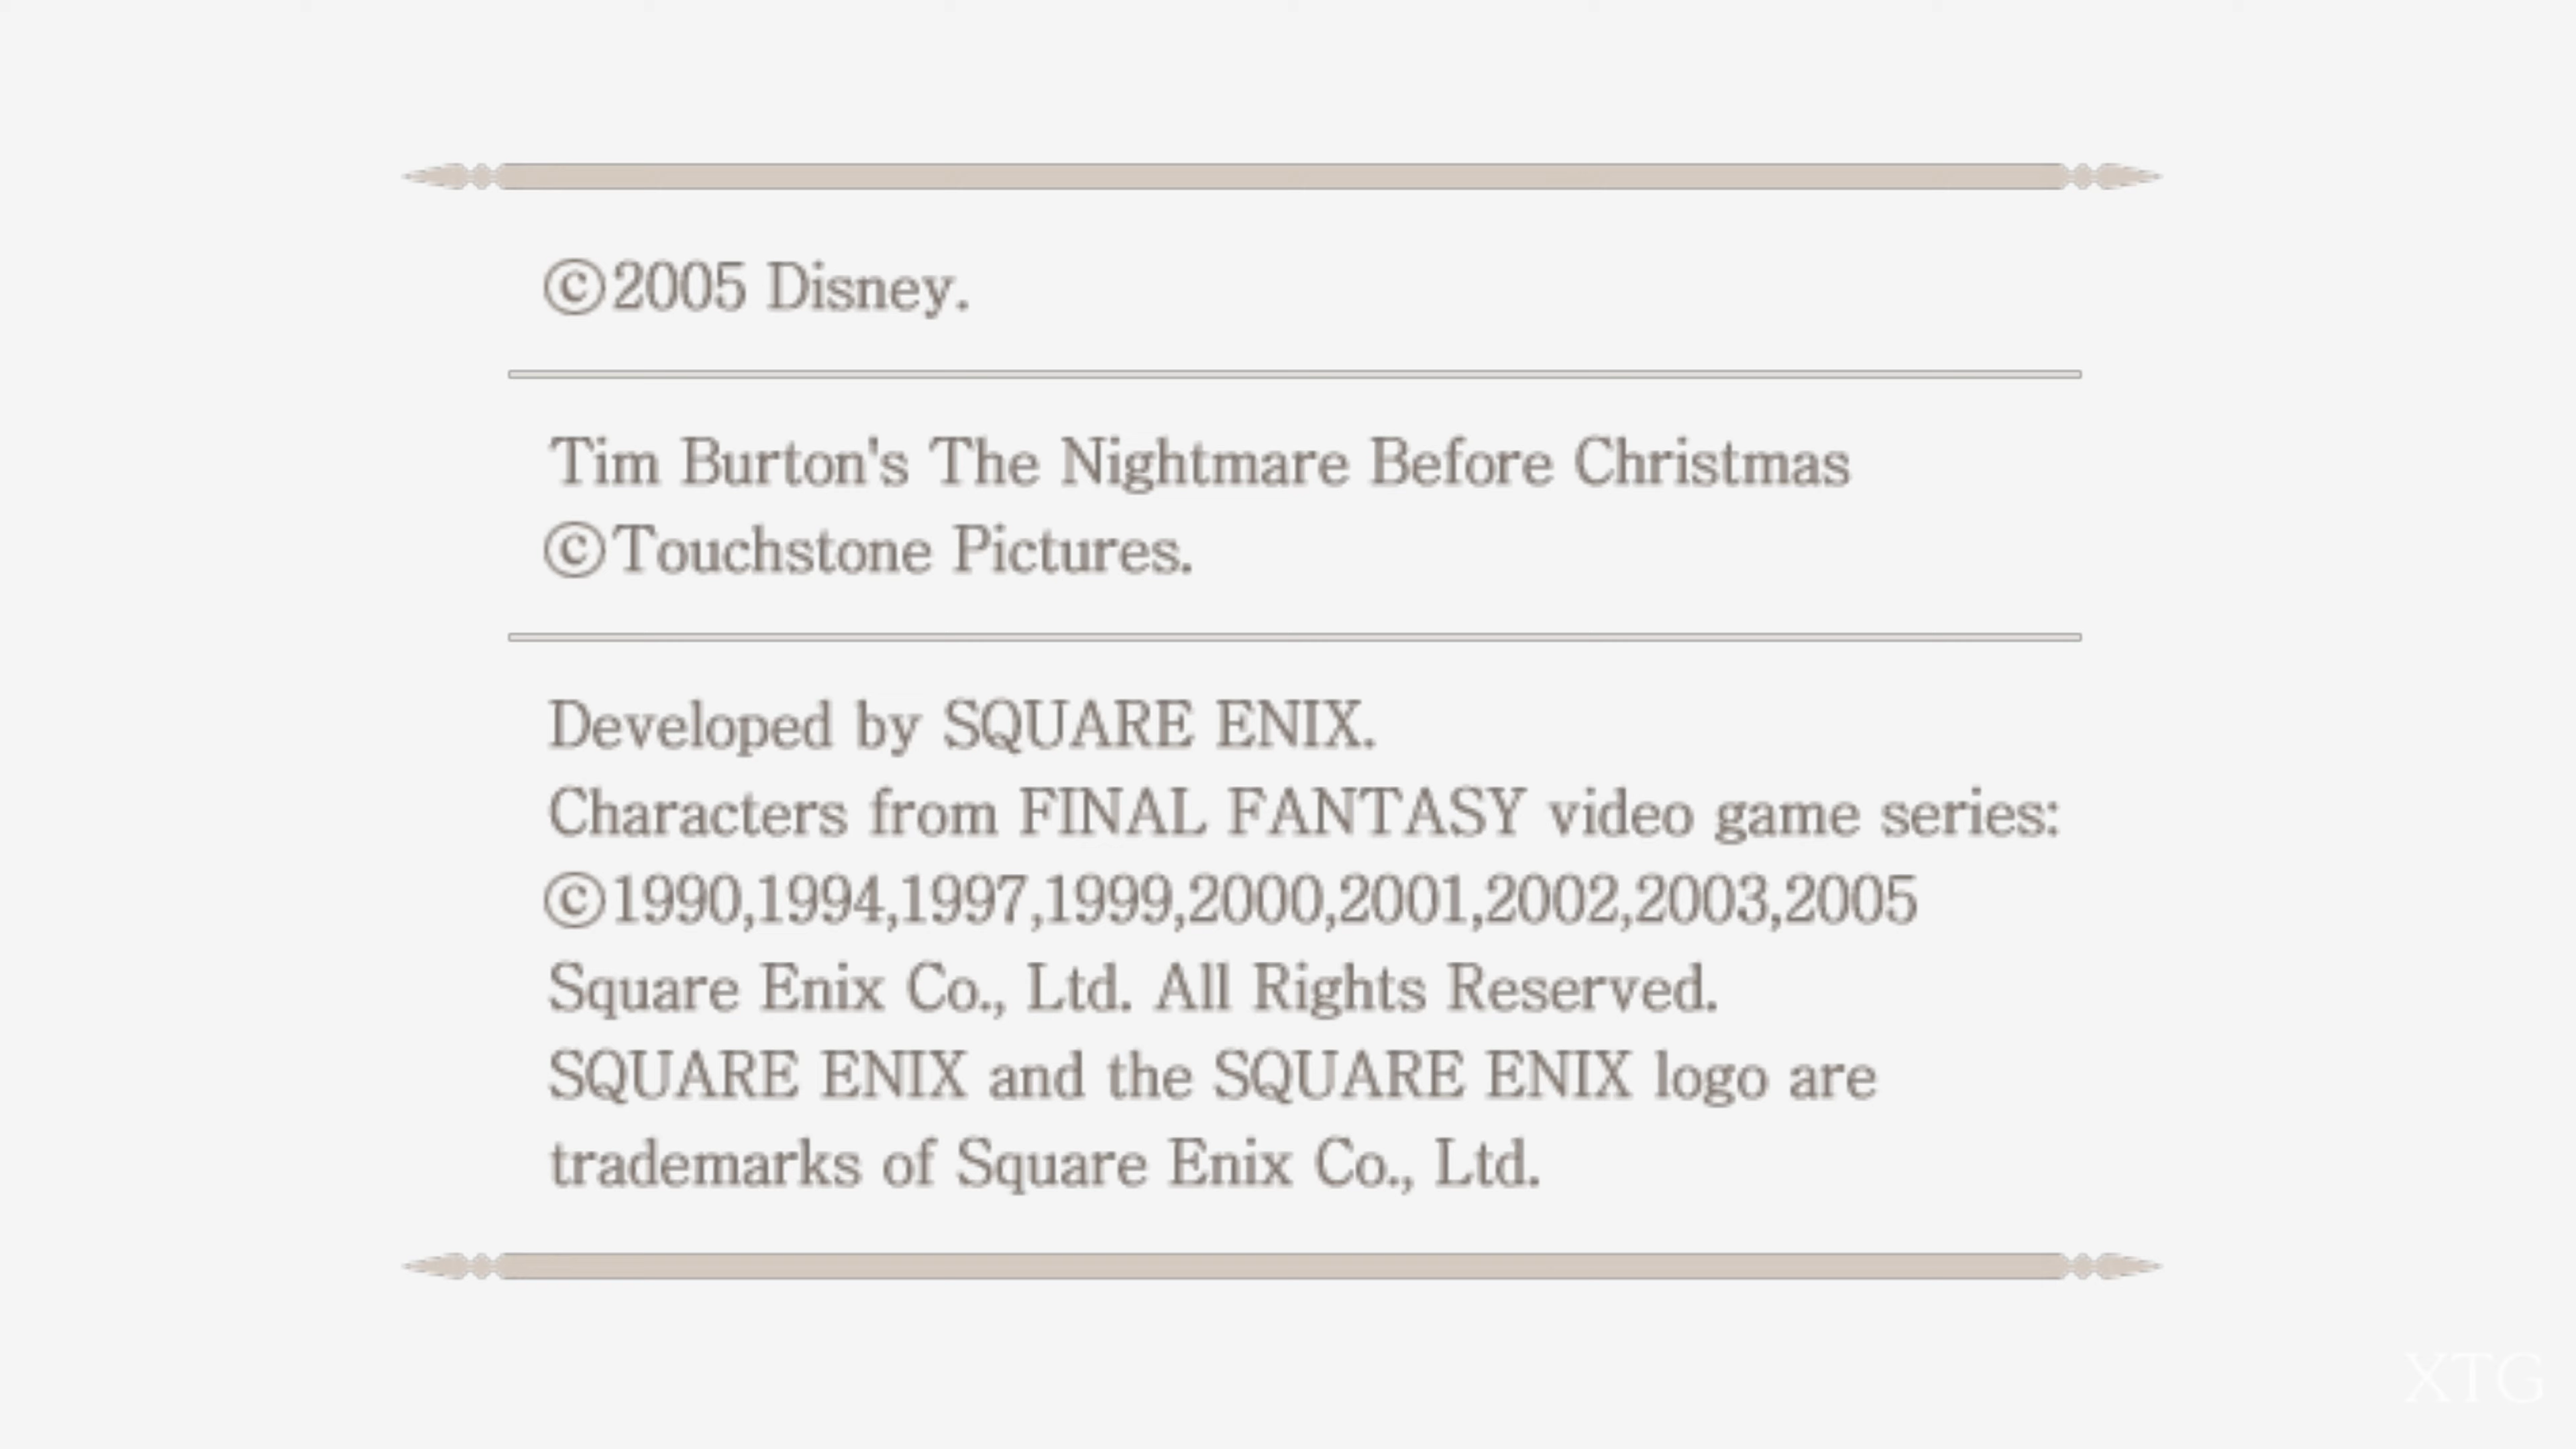 ©2005 Disney.
Tim Burton's The Nightmare Before Christmas
©Touchstone Pictures.
Developed by SQUARE ENIX.
Characters from FINAL FANTASY video game series:
©1990,1994,1997,1999,2000,2001,2002,2003,2005
Square Enix Co., Ltd. All Rights Reserved.
SQUARE ENIX and the SQUARE ENIX logo are
trademarks of Square Enix Co., Ltd.
XTG